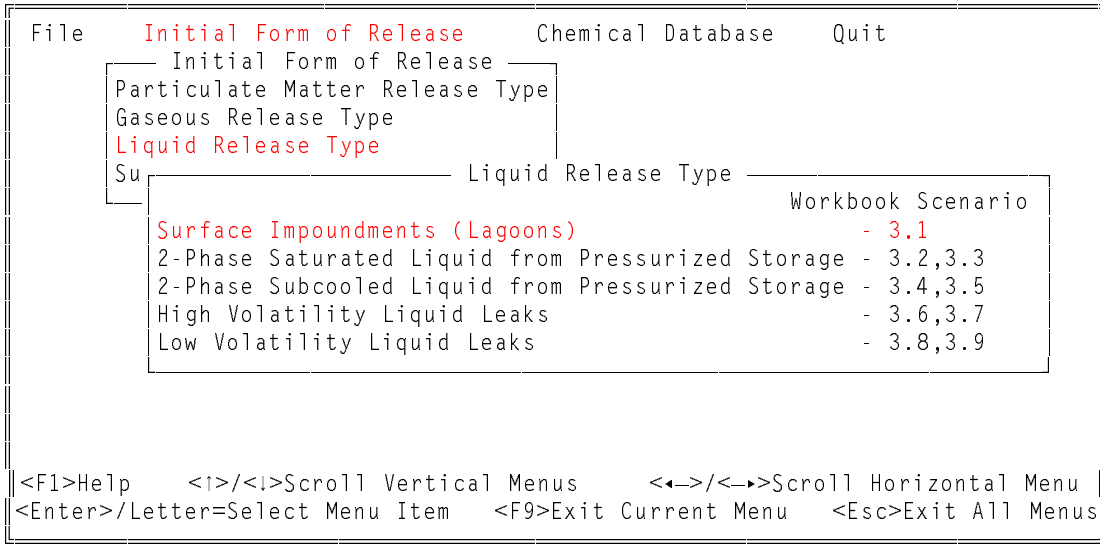 File Initial Form of Release Chemical Database Quit
Initial Form of Release
Particulate Matter Release Type
Gaseous Release Type
Liquid Release Type
Su
Liquid Release Type
Workbook Scenario
Surface Impoundments (Lagoons) - 3.1
2-Phase Saturated Liquid from Pressurized Storage - 3.2,3.3
2-Phase Subcooled Liquid from Pressurized Storage - 3.4,3.5
High Volatility Liquid Leaks - 3.6,3.7
Low Volatility Liquid Leaks - 3.8,3.9
<F1>Help <↑>/<↓>Scroll Vertical Menus <◂—>/<—▸>Scroll Horizontal Menu
<Enter>/Letter=Select Menu Item <F9>Exit Current Menu <Esc>Exit All Menus